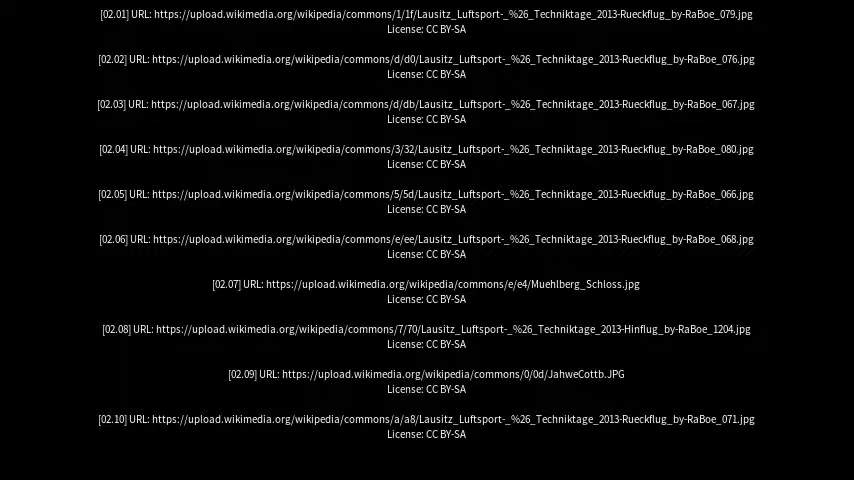 [02.01] URL: https://upload.wikimedia.org/wikipedia/commons/1/1f/Lausitz_Luftsport-_%26_Techniktage_2013-Rueckflug_by-RaBoe_079.jpg
License: CC BY-SA
[02.02] URL: https://upload.wikimedia.org/wikipedia/commons/d/d0/Lausitz_Luftsport-_%26_Techniktage_2013-Rueckflug_by-RaBoe_076.jpg
License: CC BY-SA
[02.03] URL: https://upload.wikimedia.org/wikipedia/commons/d/db/Lausitz_Luftsport-_%26_Techniktage_2013-Rueckflug_by-RaBoe_067.jpg
License: CC BY-SA
[02.04] URL: https://upload.wikimedia.org/wikipedia/commons/3/32/Lausitz_Luftsport-_%26_Techniktage_2013-Rueckflug_by-RaBoe_080.jpg
License: CC BY-SA
[02.05] URL: https://upload.wikimedia.org/wikipedia/commons/5/5d/Lausitz_Luftsport-_%26_Techniktage_2013-Rueckflug_by-RaBoe_066.jpg
License: CC BY-SA
[02.06] URL: https://upload.wikimedia.org/wikipedia/commons/e/ee/Lausitz_Luftsport-_%26_Techniktage_2013-Rueckflug_by-RaBoe_068.jpg
License: CC BY-SA
[02.07] URL: https://upload.wikimedia.org/wikipedia/commons/e/e4/Muehlberg_Schloss.jpg
License: CC BY-SA
[02.08] URL: https://upload.wikimedia.org/wikipedia/commons/7/70/Lausitz_Luftsport-_%26_Techniktage_2013-Hinflug_by-RaBoe_1204.jpg
License: CC BY-SA
[02.09] URL: https://upload.wikimedia.org/wikipedia/commons/0/0d/JahweCottb.JPG
License: CC BY-SA
[02.10] URL: https://upload.wikimedia.org/wikipedia/commons/a/a8/Lausitz_Luftsport-_%26_Techniktage_2013-Rueckflug_by-RaBoe_071.jpg
License: CC BY-SA